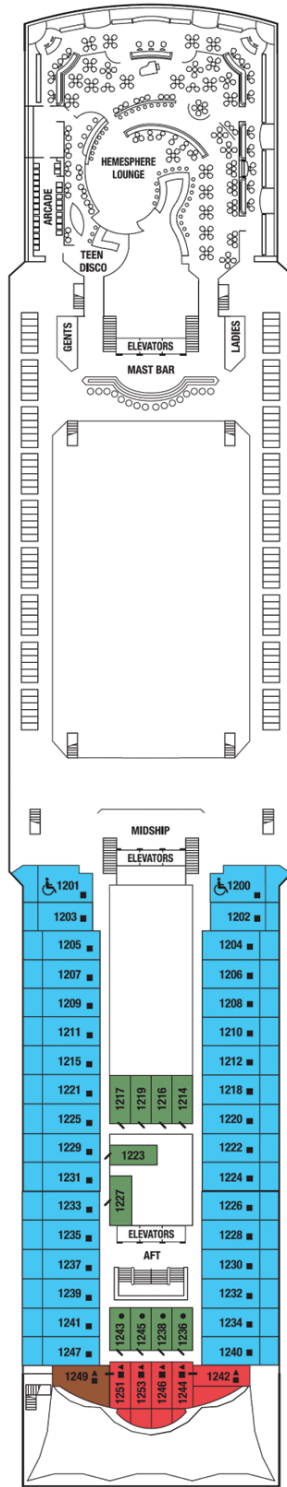 HEMESPHERE
LOUNGE
ARCADE
TEEN
DISCO
GENTS
ELEVATORS
LADIES
MAST BAR
MIDSHIP
ELEVATORS
1201 1200
1203 1202
1205 1204
1207 1206
1209 1208
1211 1210
1215 1212
1217 1219 1216 1214
1221 1218
1225 1220
1229 1222
1223
1231 1224
1227
1233 1226
1235 1228
ELEVATORS
AFT
1237 1230
1239 1232
1241 1234
1243 1245 1238 1236
1247 1240
1249 1251 1253 1246 1244 1242